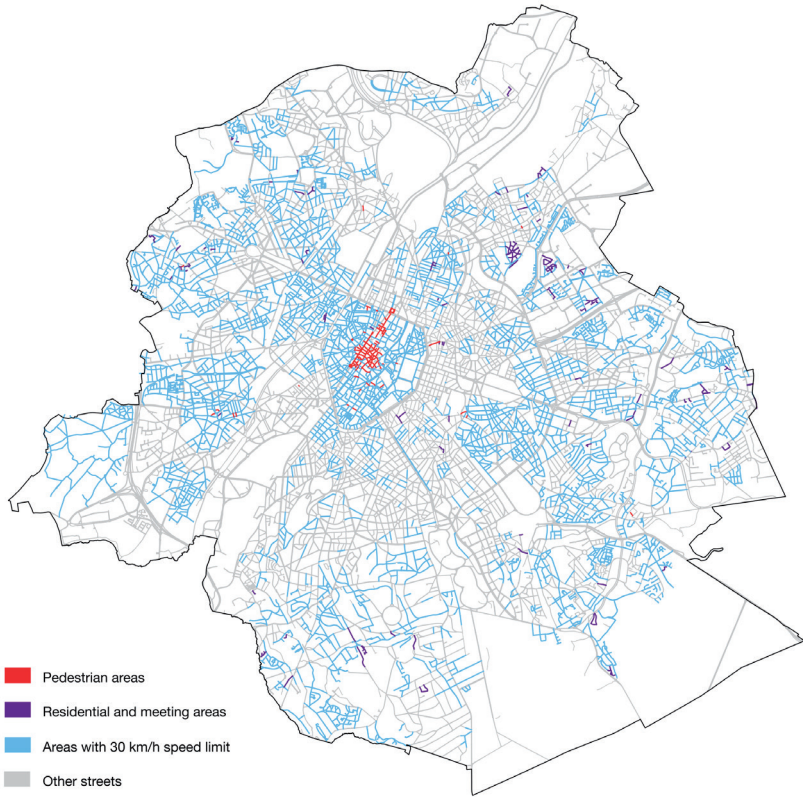 Pedestrian areas
Residential and meeting areas
Areas with 30 km/h speed limit
Other streets